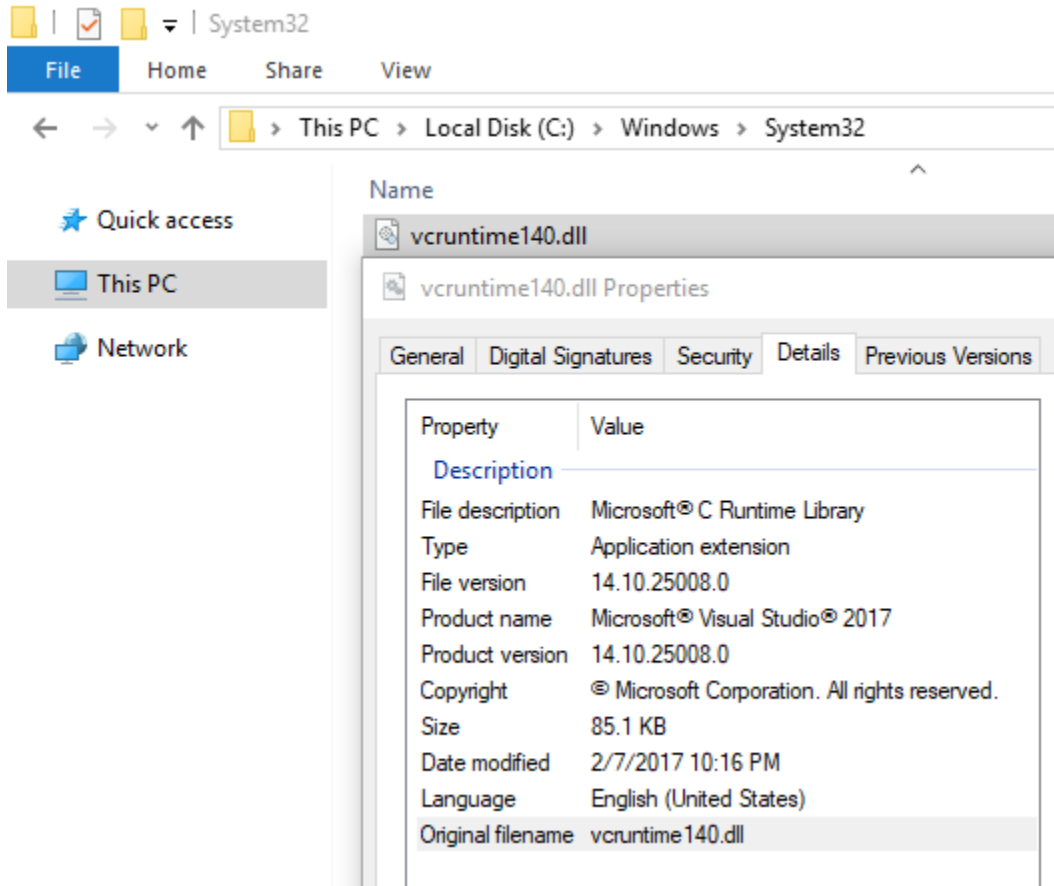 System32
File Home Share View
This PC > Local Disk (C:) > Windows > System32
Name
Quick access
vcruntime140.dll
This PC
vcruntime140.dll Properties
Network
General Digital Signatures Security Details Previous Versions
Property Value
Description
File description Microsoft® C Runtime Library
Type Application extension
File version 14.10.25008.0
Product name Microsoft® Visual Studio® 2017
Product version 14.10.25008.0
Copyright © Microsoft Corporation. All rights reserved.
Size 85.1 KB
Date modified 2/7/2017 10:16 PM
Language English (United States)
Original filename vcruntime140.dll